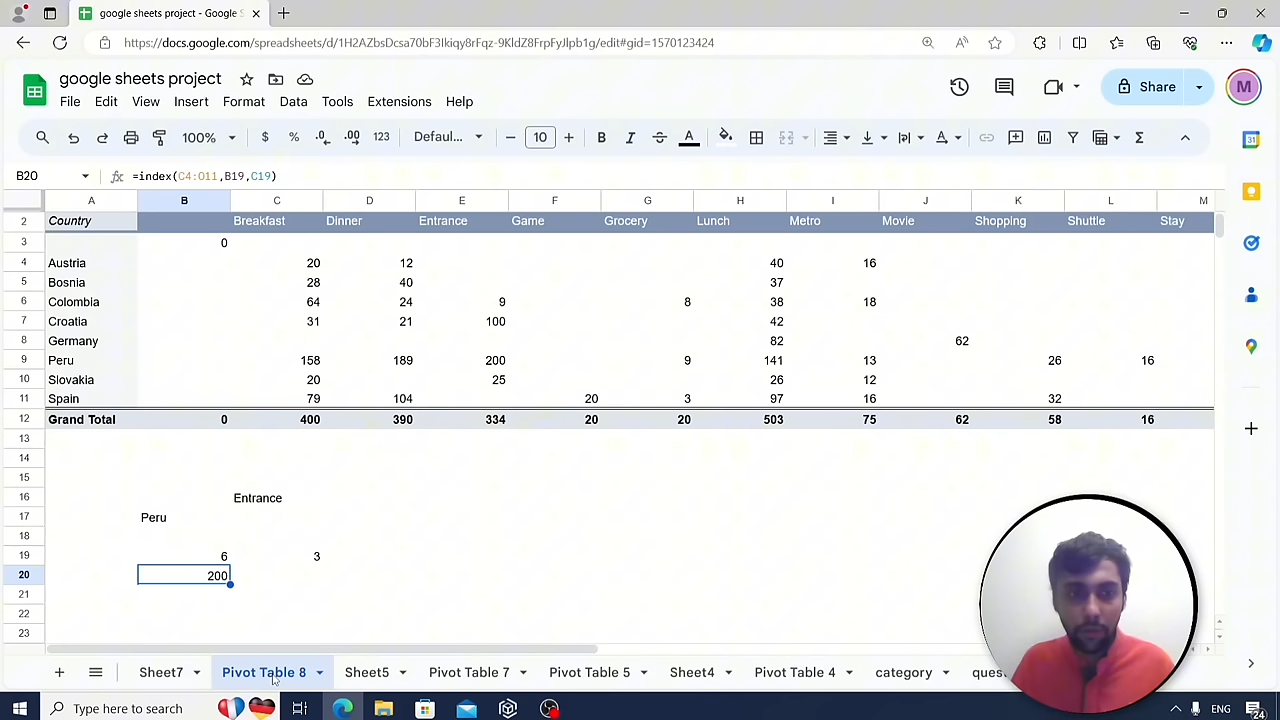 google sheets project - Google S
https://docs.google.com/spreadsheets/d/1H2AZbsDcsa70bF3Ikiqy8rFqz-9KldZ8FrpFyJlpb1g/edit#gid=1570123424
google sheets project
File Edit View Insert Format Data Tools Extensions Help
Share
M
100% $ % .0 .00 123 Defaul... 10 B I A
B20 =index(C4:O11,B19,C19)
A B C D E F G H I J K L M
2 Country Breakfast Dinner Entrance Game Grocery Lunch Metro Movie Shopping Shuttle Stay
3 0
4 Austria 20 12 40 16
5 Bosnia 28 40 37
6 Colombia 64 24 9 8 38 18
7 Croatia 31 21 100 42
8 Germany 82 62
9 Peru 158 189 200 9 141 13 26 16
10 Slovakia 20 25 26 12
11 Spain 79 104 20 3 97 16 32
12 Grand Total 0 400 390 334 20 20 503 75 62 58 16
13
14
15
16 Entrance
17 Peru
18
19 6 3
20 200
21
22
23
Sheet7 Pivot Table 8 Sheet5 Pivot Table 7 Pivot Table 5 Sheet4 Pivot Table 4 category ques
Type here to search
ENG
24